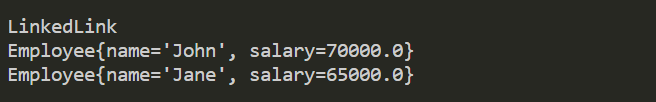 LinkedLink
Employee{name='John', salary=70000.0}
Employee{name='Jane', salary=65000.0}